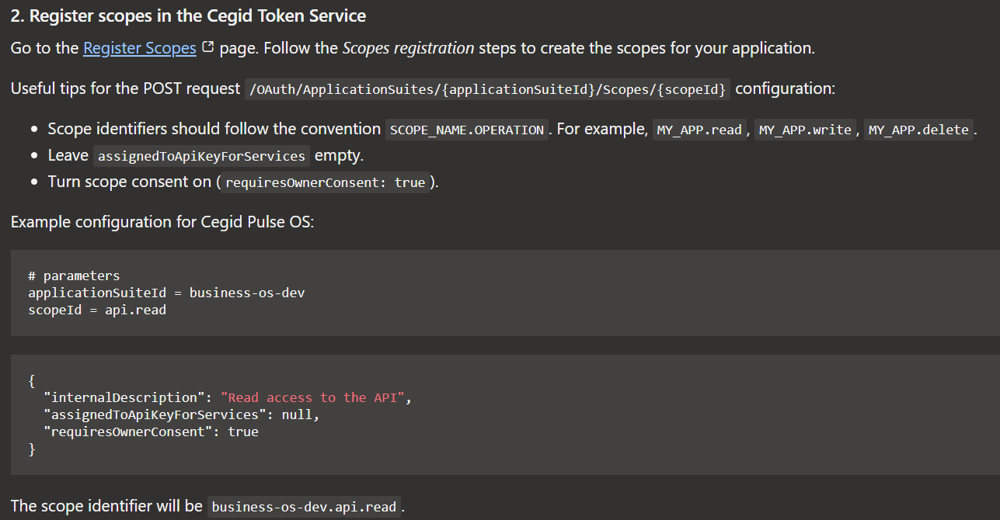 2. Register scopes in the Cegid Token Service
Go to the Register Scopes page. Follow the Scopes registration steps to create the scopes for your application.
Useful tips for the POST request /OAuth/ApplicationSuites/{applicationSuiteId}/Scopes/{scopeId} configuration:
• Scope identifiers should follow the convention SCOPE_NAME.OPERATION. For example, MY_APP.read, MY_APP.write, MY_APP.delete.
• Leave assignedToApiKeyForServices empty.
• Turn scope consent on (requiresOwnerConsent: true).
Example configuration for Cegid Pulse OS:
# parameters
applicationSuiteId = business-os-dev
scopeId = api.read
{
  "internalDescription": "Read access to the API",
  "assignedToApiKeyForServices": null,
  "requiresOwnerConsent": true
}
The scope identifier will be business-os-dev.api.read.